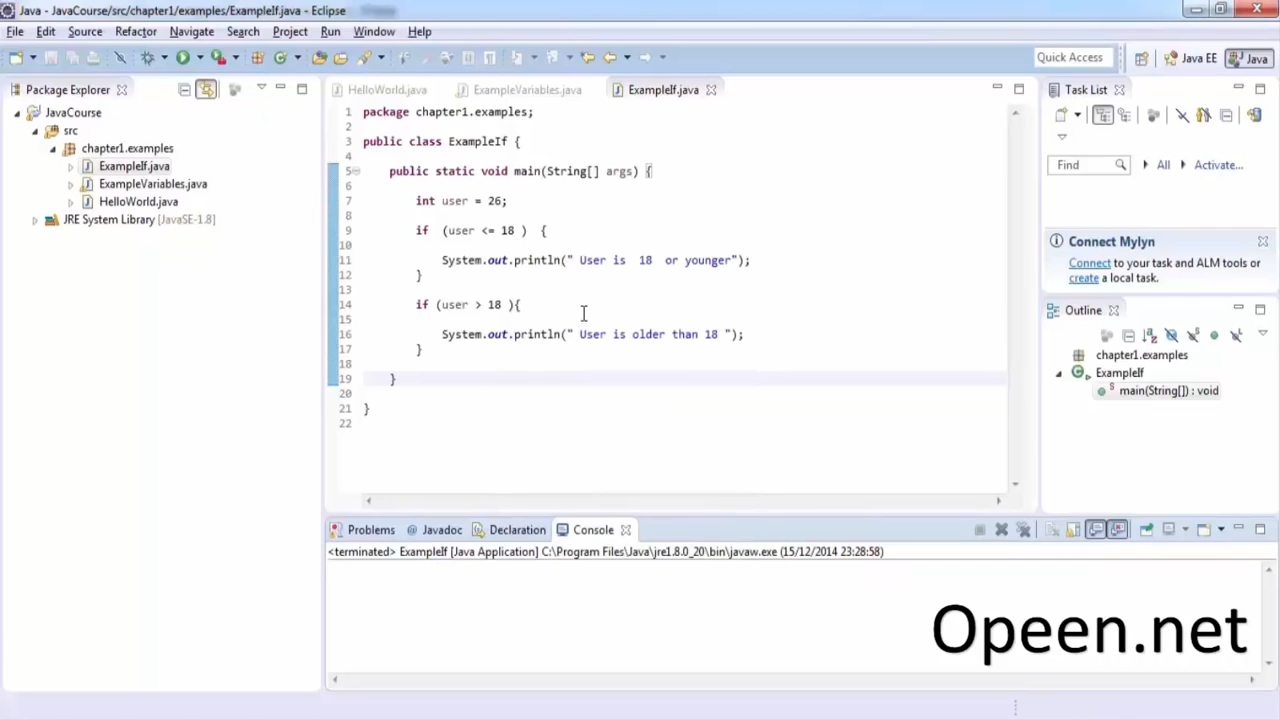 Java - JavaCourse/src/chapter1/examples/ExampleIf.java - Eclipse
File Edit Source Refactor Navigate Search Project Run Window Help
Quick Access
Java EE
Java
Package Explorer
JavaCourse
src
chapter1.examples
ExampleIf.java
ExampleVariables.java
HelloWorld.java
JRE System Library [JavaSE-1.8]
HelloWorld.java ExampleVariables.java ExampleIf.java
1 package chapter1.examples;
2
3 public class ExampleIf {
4
5 public static void main(String[] args) {
6
7 int user = 26;
8
9 if (user <= 18 ) {
10
11 System.out.println(" User is 18 or younger");
12 }
13
14 if (user > 18 ){
15
16 System.out.println(" User is older than 18 ");
17 }
18
19 }
20
21 }
22
Task List
Find All Activate...
Connect Mylyn
Connect to your task and ALM tools or
create a local task.
Outline
chapter1.examples
ExampleIf
main(String[]) : void
Problems @ Javadoc Declaration Console
<terminated> ExampleIf [Java Application] C:\Program Files\Java\jre1.8.0_20\bin\javaw.exe (15/12/2014 23:28:58)
Opeen.net